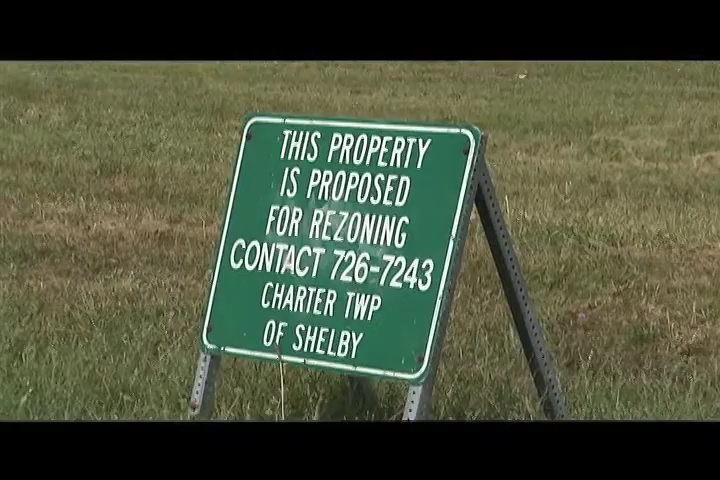 THIS PROPERTY
IS PROPOSED
FOR REZONING
CONTACT 726-7243
CHARTER TWP
OF SHELBY